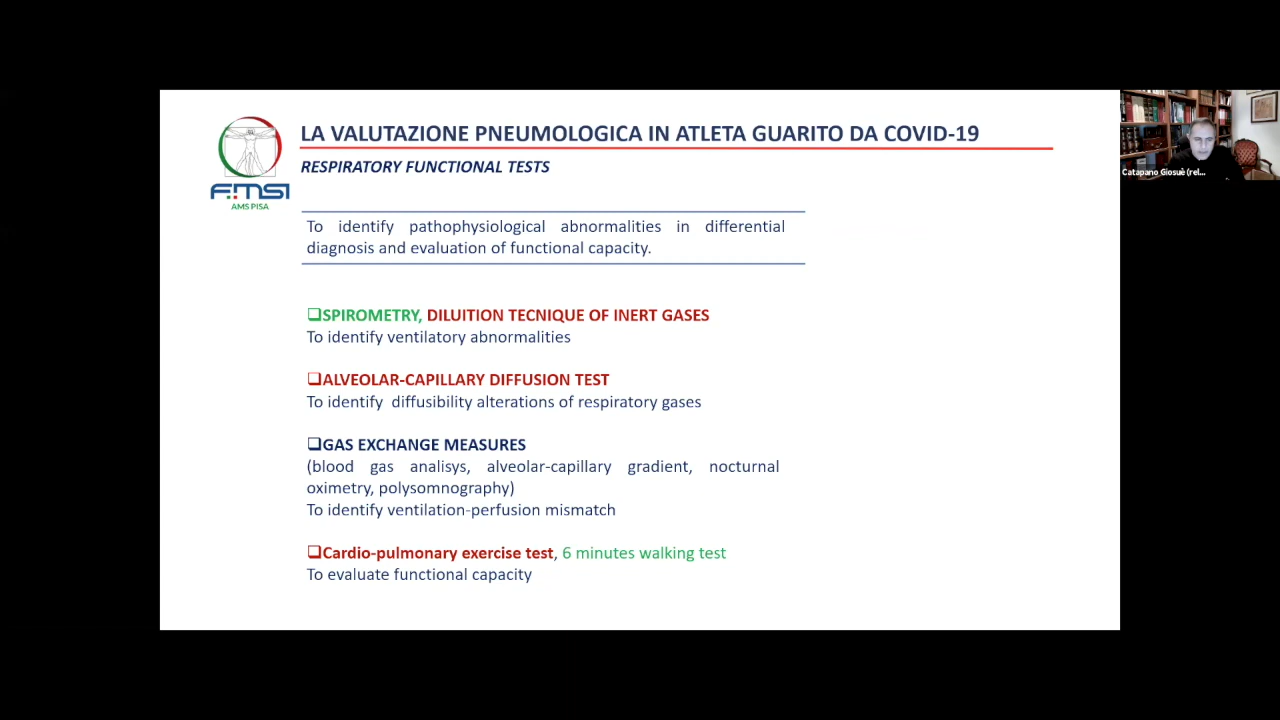 LA VALUTAZIONE PNEUMOLOGICA IN ATLETA GUARITO DA COVID-19
RESPIRATORY FUNCTIONAL TESTS
FMSI
AMS PISA
Catapano Giosuè (rel...
To identify pathophysiological abnormalities in differential
diagnosis and evaluation of functional capacity.
❑SPIROMETRY, DILUITION TECNIQUE OF INERT GASES
To identify ventilatory abnormalities
❑ALVEOLAR-CAPILLARY DIFFUSION TEST
To identify diffusibility alterations of respiratory gases
❑GAS EXCHANGE MEASURES
(blood gas analisys, alveolar-capillary gradient, nocturnal
oximetry, polysomnography)
To identify ventilation-perfusion mismatch
❑Cardio-pulmonary exercise test, 6 minutes walking test
To evaluate functional capacity